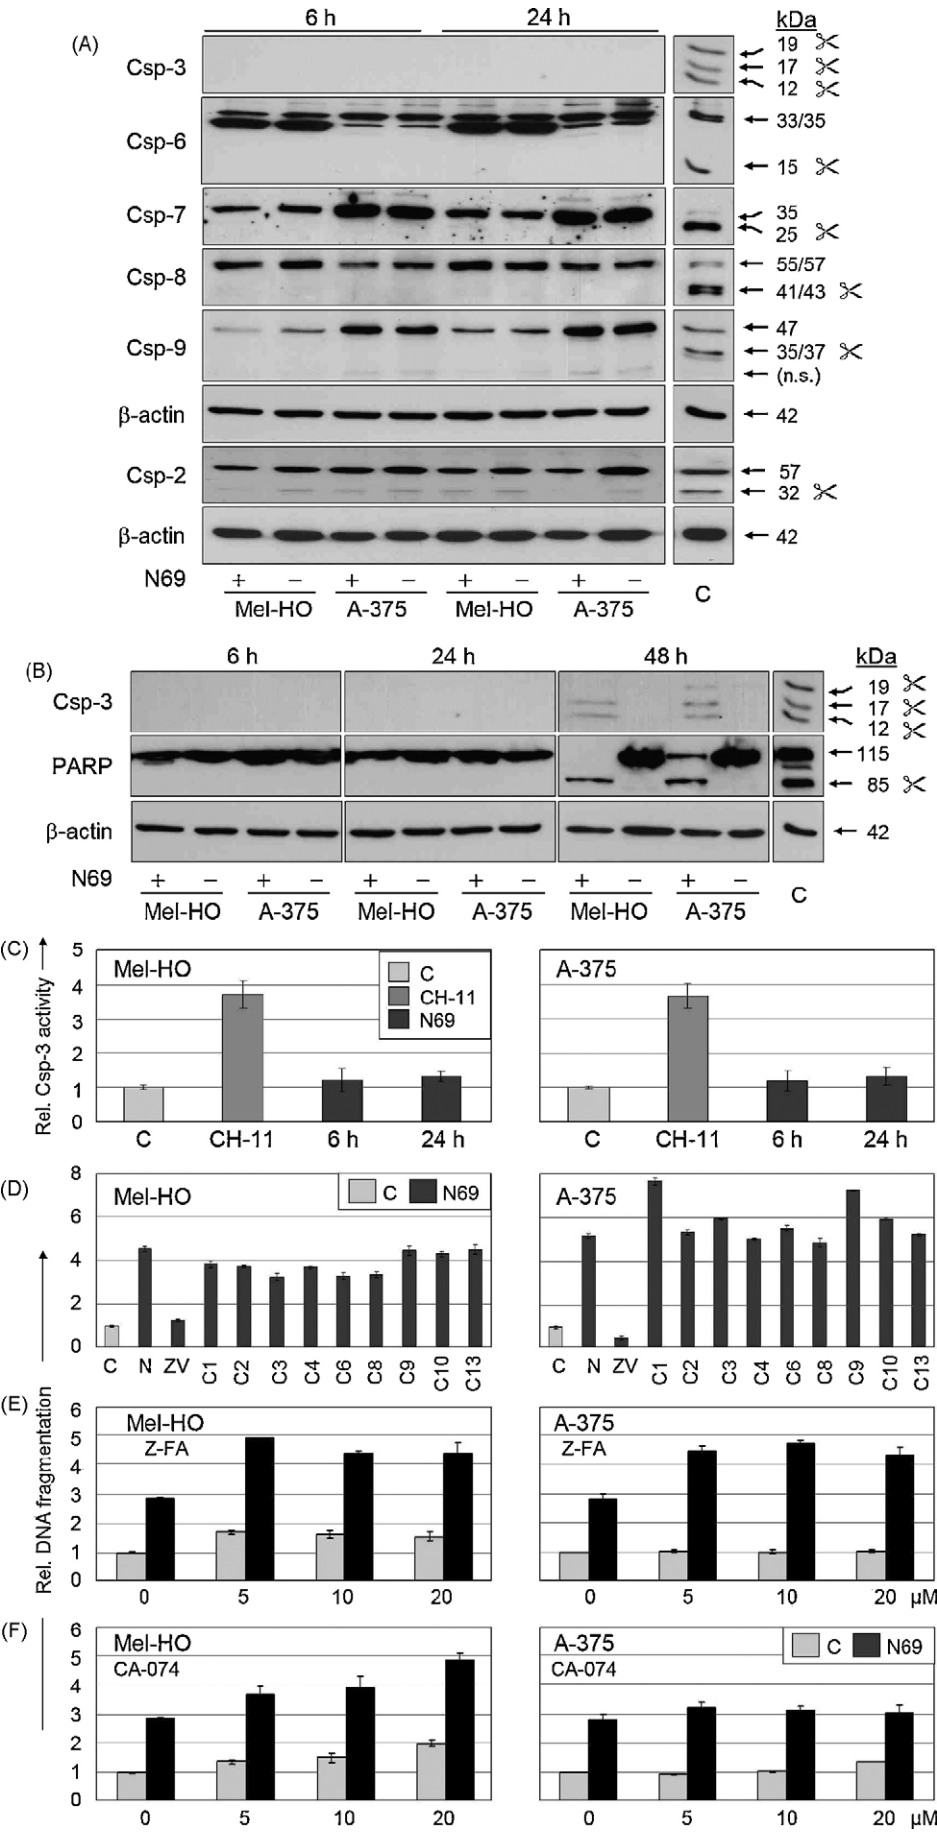 6 h 24 h kDa
(A)
Csp-3 19
17
12
Csp-6 33/35
15
Csp-7 35
25
Csp-8 55/57
41/43
Csp-9 47
35/37
(n.s.)
β-actin 42
Csp-2 57
32
β-actin 42
N69 + − + − + − + −
Mel-HO A-375 Mel-HO A-375 C
(B) 6 h 24 h 48 h kDa
Csp-3 19
17
12
PARP 115
85
β-actin 42
N69 + − + − + − + − + − + −
Mel-HO A-375 Mel-HO A-375 Mel-HO A-375 C
(C) Rel. Csp-3 activity
5 4 3 2 1 0
Mel-HO
C
CH-11
N69
C CH-11 6 h 24 h
A-375
C CH-11 6 h 24 h
(D)
8 6 4 2 0
Mel-HO
C N69
C N ZV C1 C2 C3 C4 C6 C8 C9 C10 C13
A-375
C N ZV C1 C2 C3 C4 C6 C8 C9 C10 C13
Rel. DNA fragmentation
(E)
6 5 4 3 2 1 0
Mel-HO
Z-FA
0 5 10 20
A-375
Z-FA
0 5 10 20 µM
(F)
6 5 4 3 2 1 0
Mel-HO
CA-074
0 5 10 20
A-375
CA-074
C N69
0 5 10 20 µM